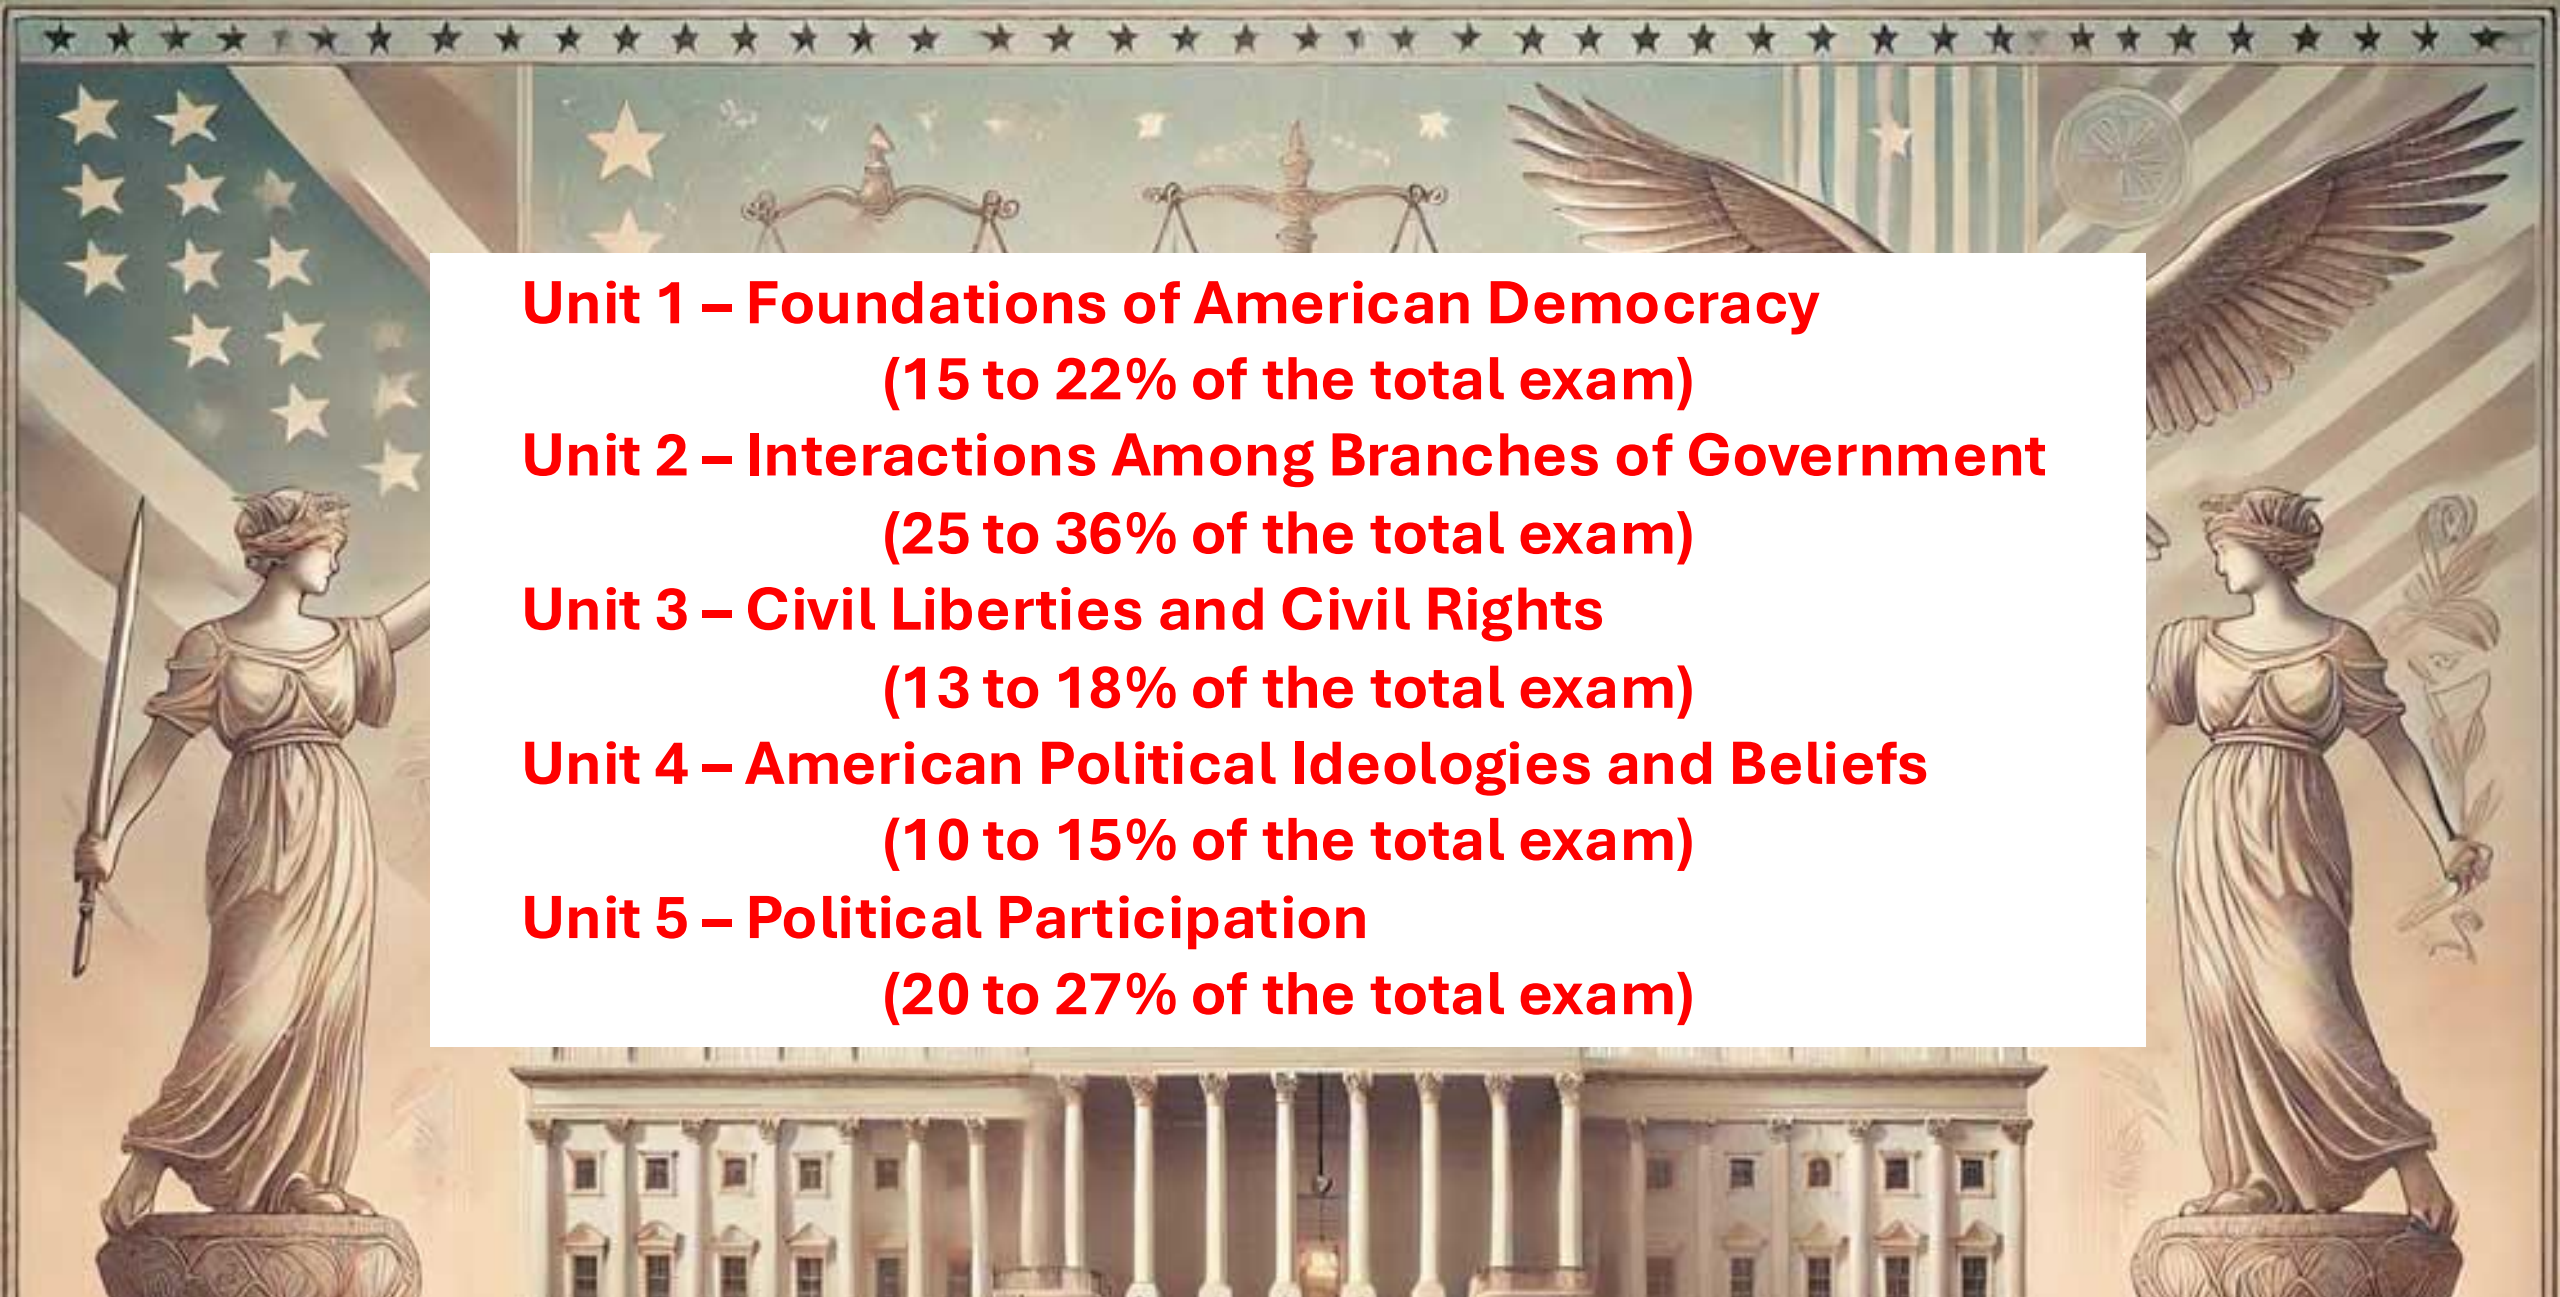 Unit 1 – Foundations of American Democracy
(15 to 22% of the total exam)
Unit 2 – Interactions Among Branches of Government
(25 to 36% of the total exam)
Unit 3 – Civil Liberties and Civil Rights
(13 to 18% of the total exam)
Unit 4 – American Political Ideologies and Beliefs
(10 to 15% of the total exam)
Unit 5 – Political Participation
(20 to 27% of the total exam)